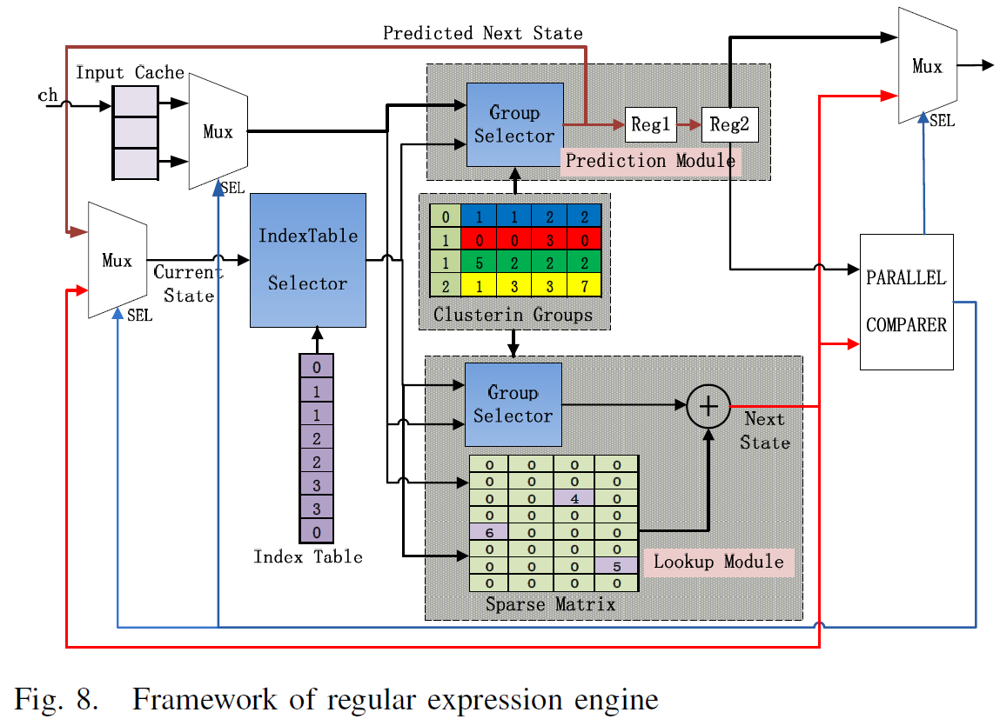 Predicted Next State
Input Cache
ch
Mux
SEL
Group
Selector
Reg1
Reg2
Prediction Module
Mux
SEL
Mux
SEL
Current
State
IndexTable
Selector
0 1 1 2 2
1 0 0 3 0
1 5 2 2 2
2 1 3 3 7
Clusterin Groups
PARALLEL
COMPARER
0
1
1
2
2
3
3
0
Index Table
Group
Selector
+
Next
State
0 0 0 0
0 0 0 0
0 0 4 0
0 0 0 0
6 0 0 0
0 0 0 0
0 0 0 5
0 0 0 0
Sparse Matrix
Lookup Module
Fig. 8. Framework of regular expression engine